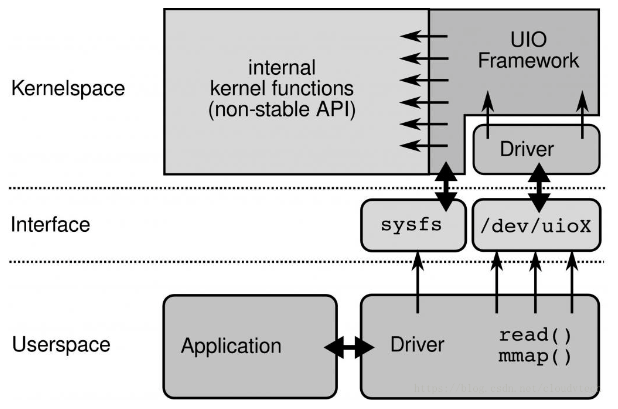 Kernelspace
internal
kernel functions
(non-stable API)
UIO
Framework
Driver
Interface
sysfs
/dev/uioX
Userspace
Application
Driver
read()
mmap()